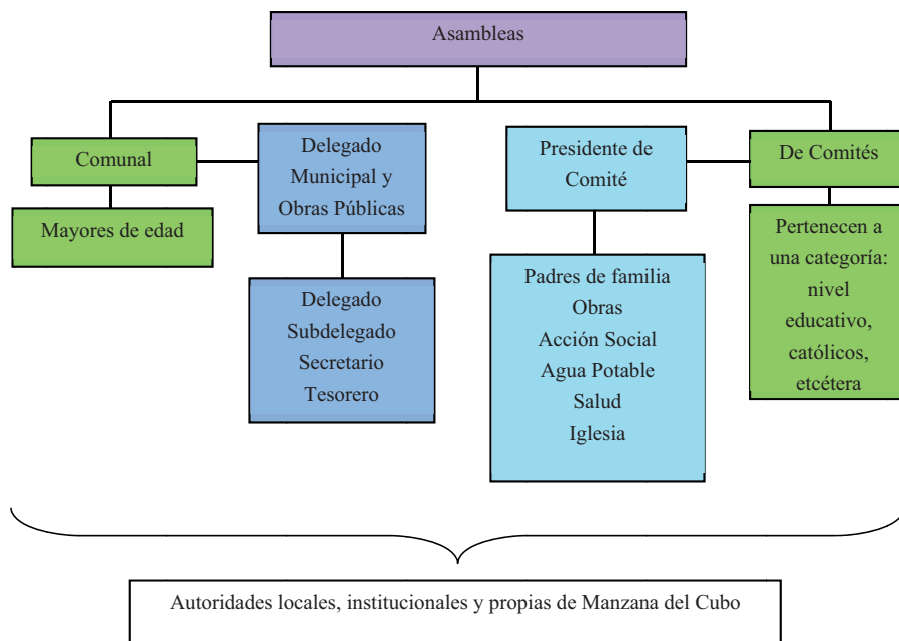 Asambleas
Comunal
Mayores de edad
Delegado
Municipal y
Obras Públicas
Delegado
Subdelegado
Secretario
Tesorero
Presidente de
Comité
Padres de familia
Obras
Acción Social
Agua Potable
Salud
Iglesia
De Comités
Pertenecen a
una categoría:
nivel
educativo,
católicos,
etcétera
Autoridades locales, institucionales y propias de Manzana del Cubo